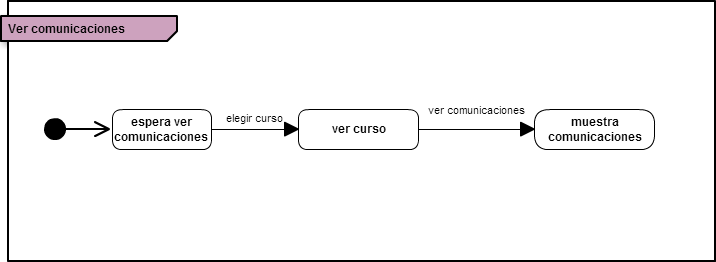 Ver comunicaciones
espera ver
comunicaciones
elegir curso
ver curso
ver comunicaciones
muestra
comunicaciones